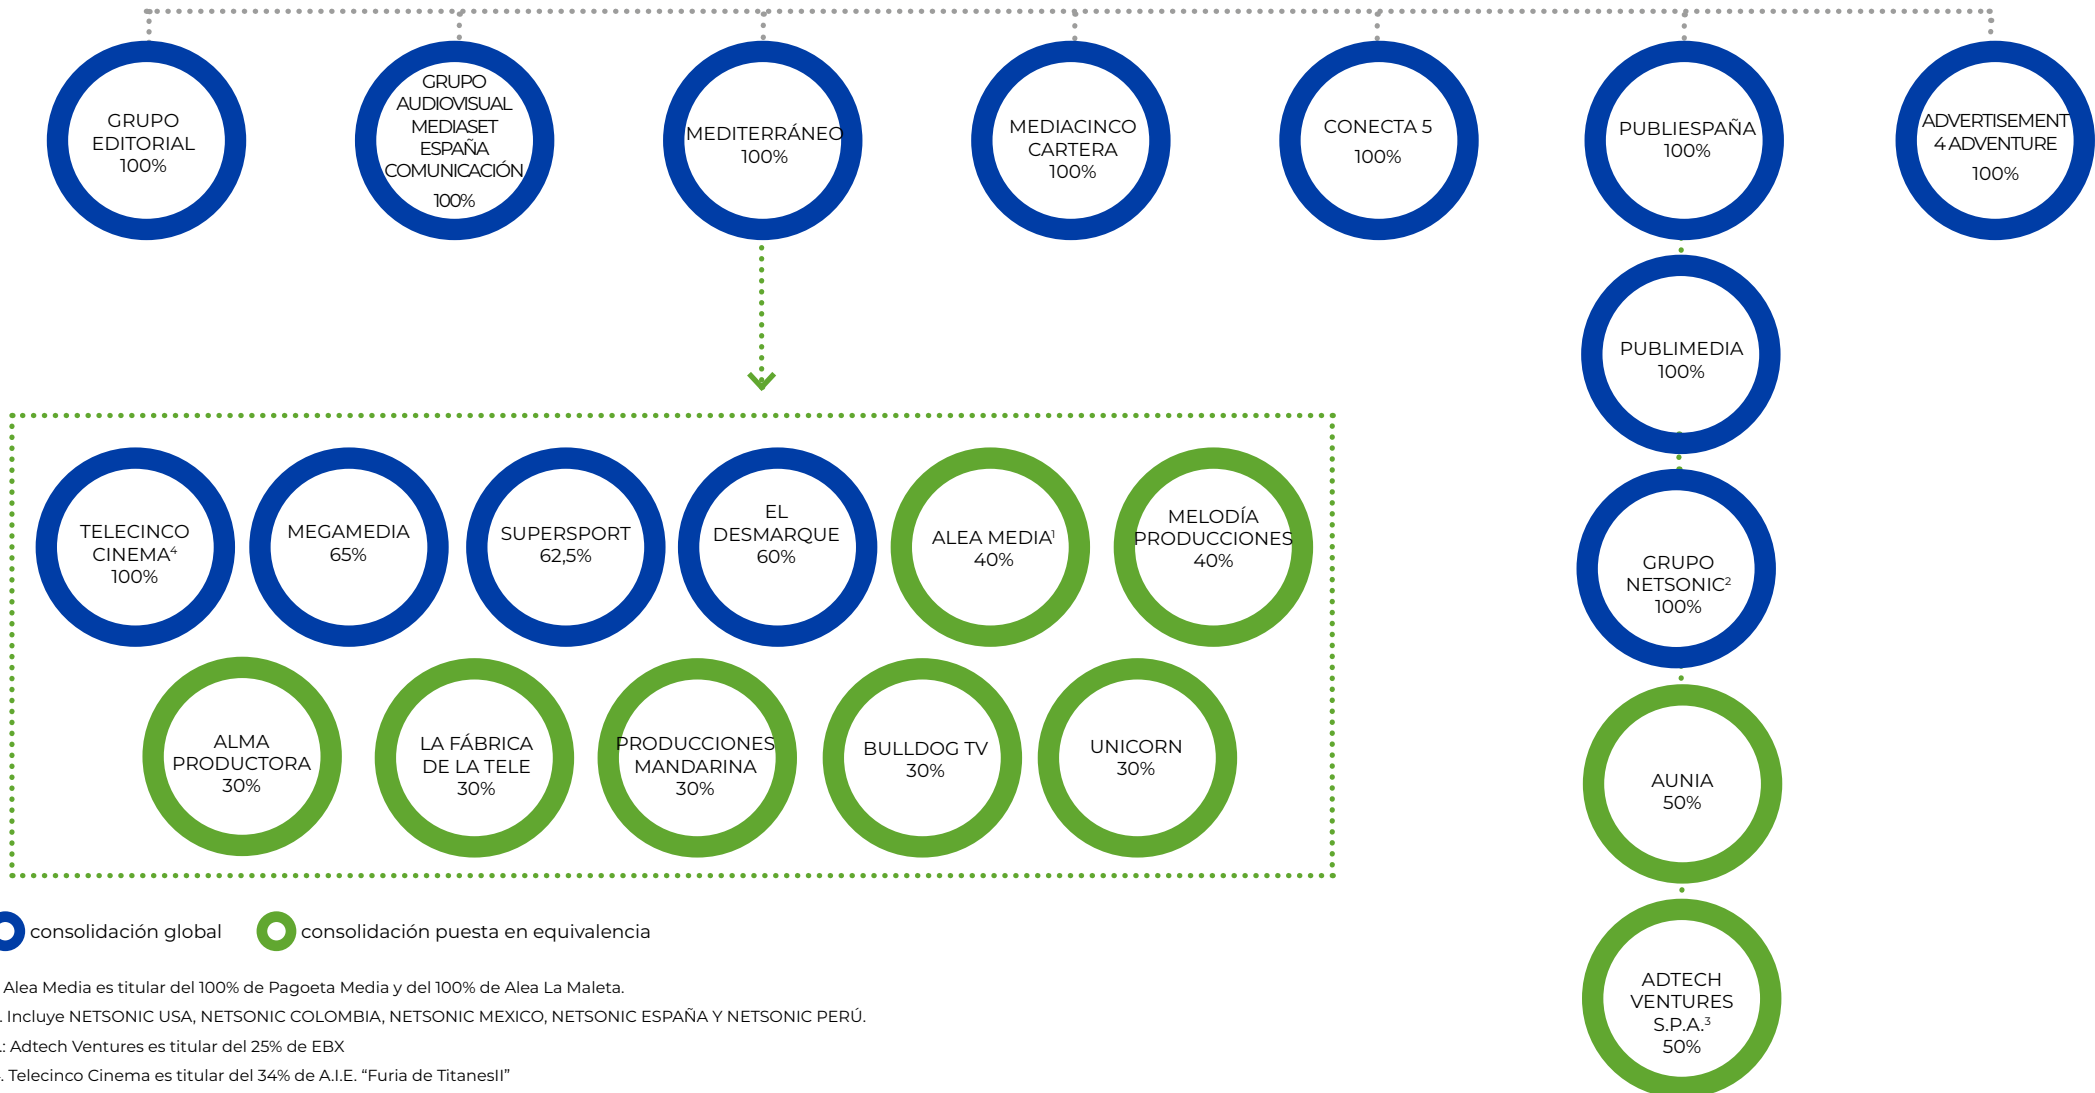 GRUPO
EDITORIAL
100%
GRUPO
AUDIOVISUAL
MEDIASET
ESPAÑA
COMUNICACIÓN
100%
MEDITERRÁNEO
100%
MEDIACINCO
CARTERA
100%
CONECTA 5
100%
PUBLIESPAÑA
100%
ADVERTISEMENT
4 ADVENTURE
100%
PUBLIMEDIA
100%
TELECINCO
CINEMA⁴
100%
MEGAMEDIA
65%
SUPERSPORT
62,5%
EL
DESMARQUE
60%
ALEA MEDIA¹
40%
MELODÍA
PRODUCCIONES
40%
GRUPO
NETSONIC²
100%
ALMA
PRODUCTORA
30%
LA FÁBRICA
DE LA TELE
30%
PRODUCCIONES
MANDARINA
30%
BULLDOG TV
30%
UNICORN
30%
AUNIA
50%
ADTECH
VENTURES
S.P.A.³
50%
consolidación global
consolidación puesta en equivalencia
Alea Media es titular del 100% de Pagoeta Media y del 100% de Alea La Maleta.
. Incluye NETSONIC USA, NETSONIC COLOMBIA, NETSONIC MEXICO, NETSONIC ESPAÑA Y NETSONIC PERÚ.
.: Adtech Ventures es titular del 25% de EBX
. Telecinco Cinema es titular del 34% de A.I.E. “Furia de TitanesII”